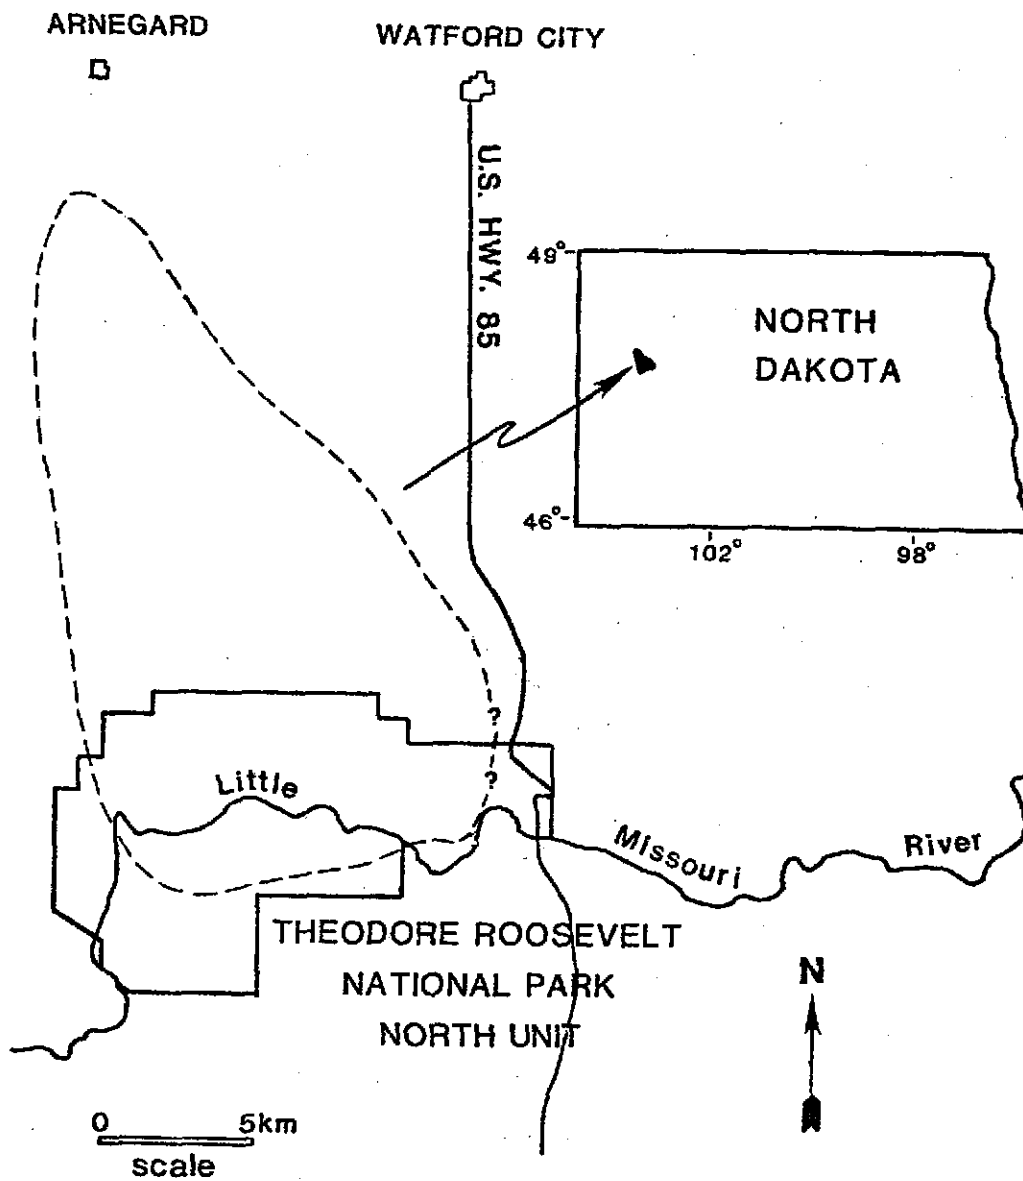 ARNEGARD
WATFORD CITY
U.S. HWY. 85
49°
NORTH
DAKOTA
46°
102°
98°
?
?
Little
Missouri
River
THEODORE ROOSEVELT
NATIONAL PARK
NORTH UNIT
N
0 5km
scale